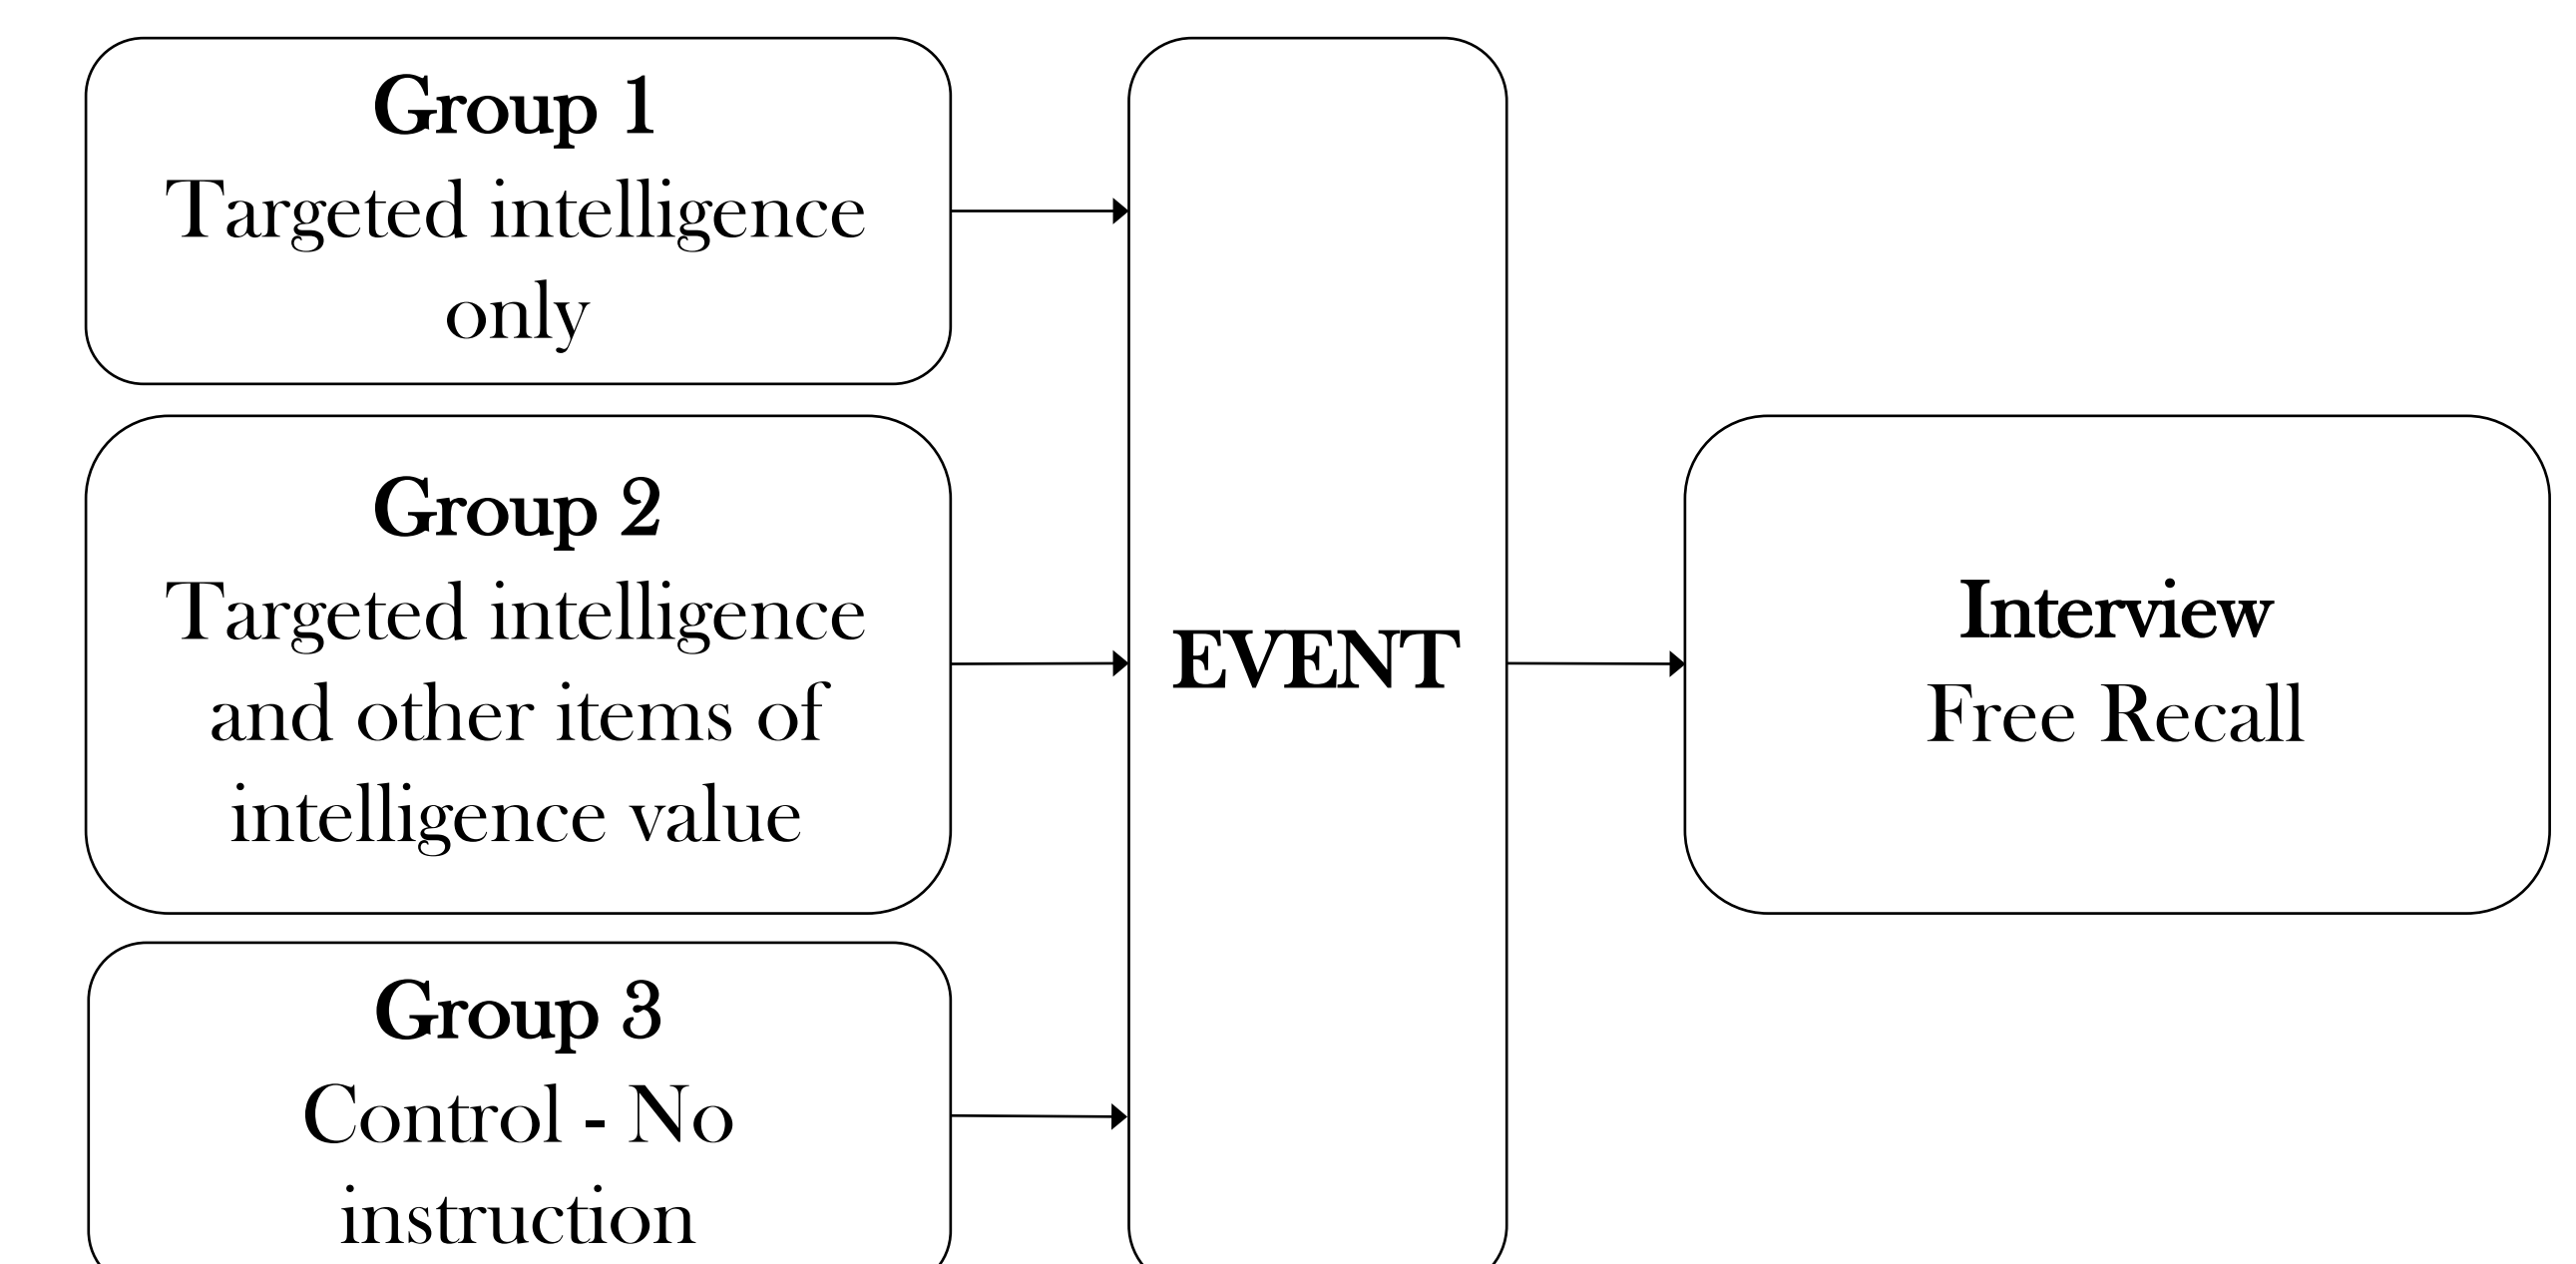 Group 1
Targeted intelligence
only
Group 2
Targeted intelligence
and other items of
intelligence value
Group 3
Control - No
instruction
EVENT
Interview
Free Recall